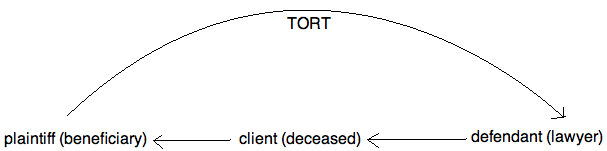 TORT
plaintiff (beneficiary) client (deceased) defendant (lawyer)